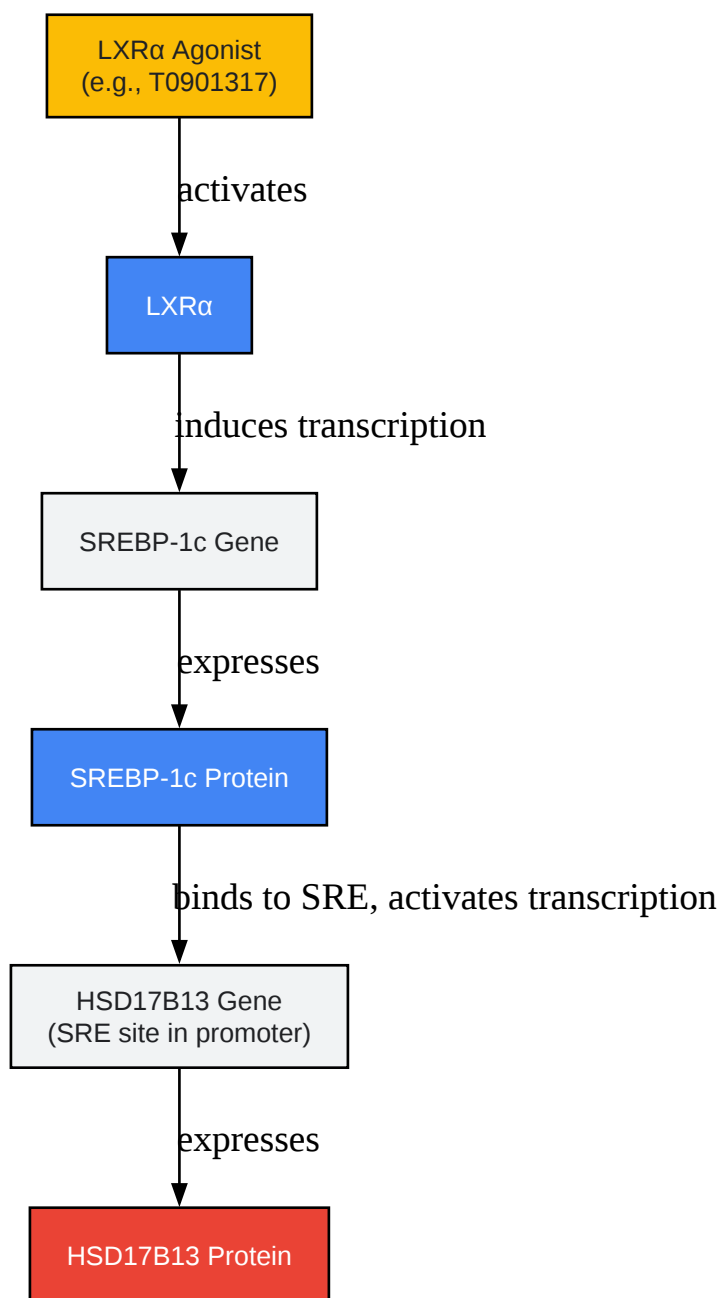 LXRα Agonist
(e.g., T0901317)
activates
LXRα
induces transcription
SREBP-1c Gene
expresses
SREBP-1c Protein
binds to SRE, activates transcription
HSD17B13 Gene
(SRE site in promoter)
expresses
HSD17B13 Protein